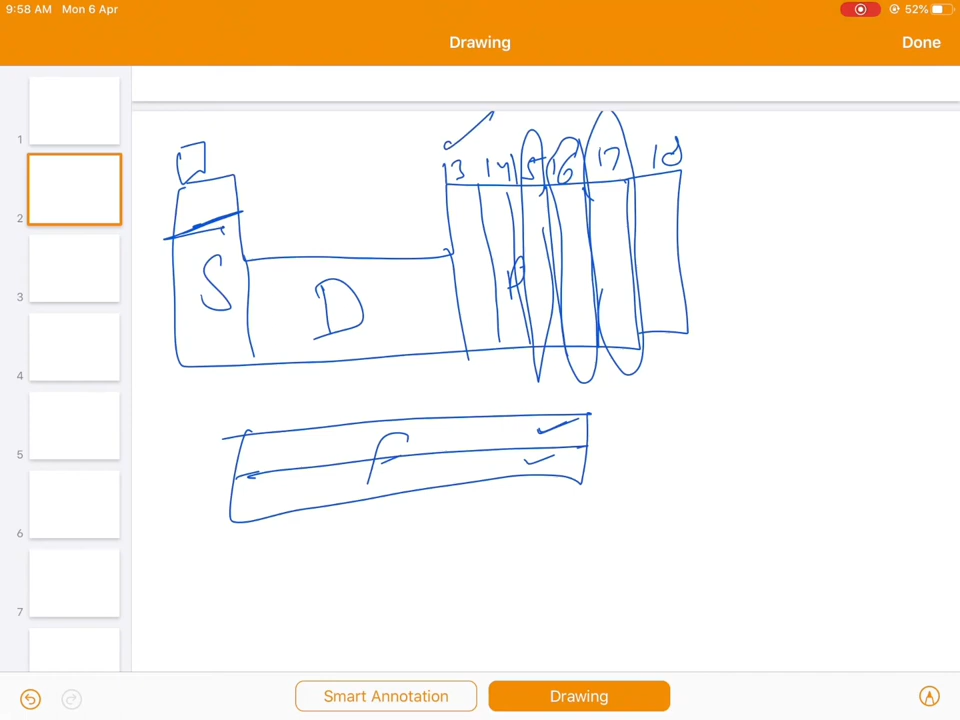 9:58 AM Mon 6 Apr
52%
Drawing
Done
1
2
3
4
5
6
7
13 14 15 16 17 18
S
D
P
f
Smart Annotation
Drawing